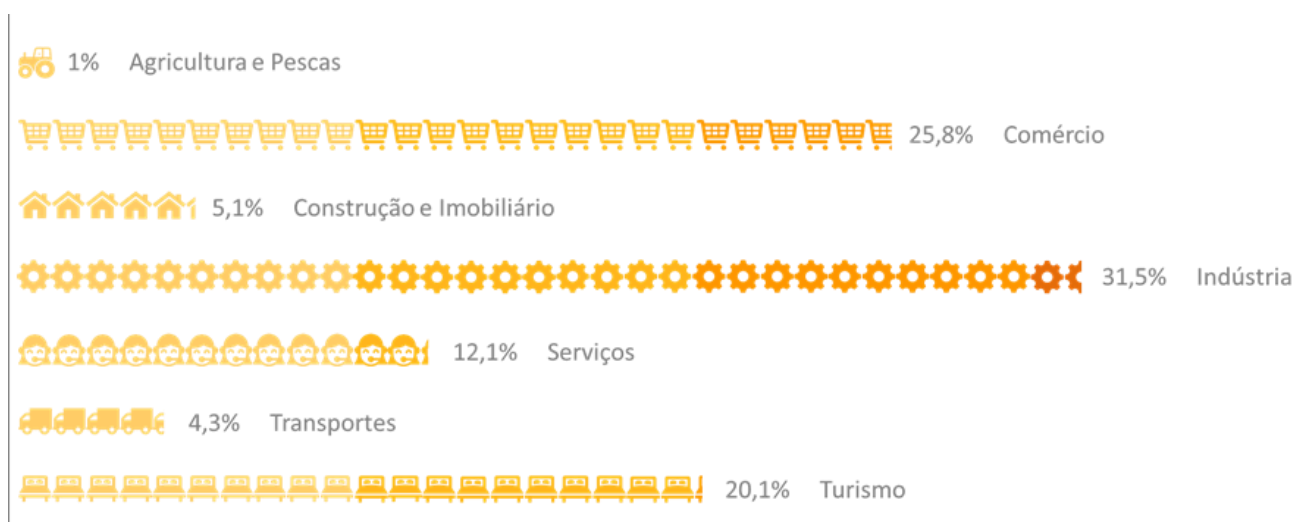 1% Agricultura e Pescas
25,8% Comércio
5,1% Construção e Imobiliário
31,5% Indústria
12,1% Serviços
4,3% Transportes
20,1% Turismo